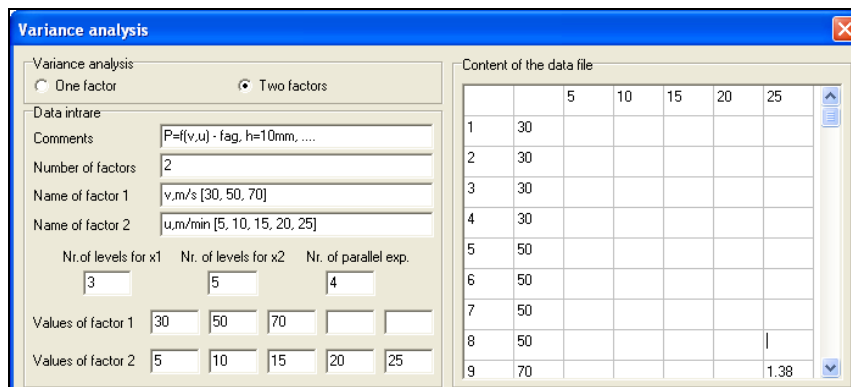 Variance analysis
Variance analysis
One factor
Two factors
Data intrare
Comments P=f(v,u) - fag, h=10mm, ....
Number of factors 2
Name of factor 1 v,m/s [30, 50, 70]
Name of factor 2 u,m/min [5, 10, 15, 20, 25]
Nr.of levels for x1 Nr. of levels for x2 Nr. of parallel exp.
3 5 4
Values of factor 1 30 50 70
Values of factor 2 5 10 15 20 25
Content of the data file
5 10 15 20 25
1 30
2 30
3 30
4 30
5 50
6 50
7 50
8 50
9 70 1.38